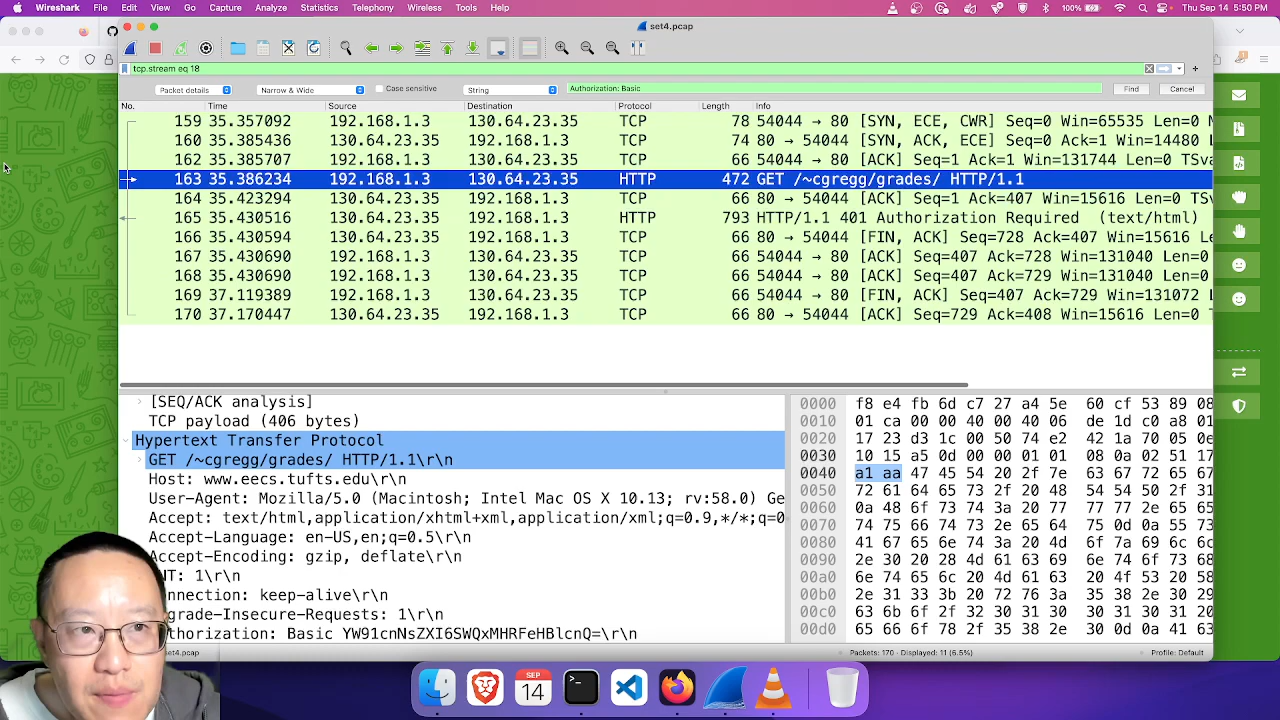 Wireshark File Edit View Go Capture Analyze Statistics Telephony Wireless Tools Help 100% Thu Sep 14 5:50 PM
set4.pcap
tcp.stream eq 18
Packet details Narrow & Wide Case sensitive String Authorization: Basic Find Cancel
No. Time Source Destination Protocol Length Info
159 35.357092 192.168.1.3 130.64.23.35 TCP 78 54044 → 80 [SYN, ECE, CWR] Seq=0 Win=65535 Len=0 M
160 35.385436 130.64.23.35 192.168.1.3 TCP 74 80 → 54044 [SYN, ACK, ECE] Seq=0 Ack=1 Win=14480 L
162 35.385707 192.168.1.3 130.64.23.35 TCP 66 54044 → 80 [ACK] Seq=1 Ack=1 Win=131744 Len=0 TSva
163 35.386234 192.168.1.3 130.64.23.35 HTTP 472 GET /~cgregg/grades/ HTTP/1.1
164 35.423294 130.64.23.35 192.168.1.3 TCP 66 80 → 54044 [ACK] Seq=1 Ack=407 Win=15616 Len=0 TSv
165 35.430516 130.64.23.35 192.168.1.3 HTTP 793 HTTP/1.1 401 Authorization Required (text/html)
166 35.430594 130.64.23.35 192.168.1.3 TCP 66 80 → 54044 [FIN, ACK] Seq=728 Ack=407 Win=15616 L
167 35.430690 192.168.1.3 130.64.23.35 TCP 66 54044 → 80 [ACK] Seq=407 Ack=728 Win=131040 Len=0
168 35.430690 192.168.1.3 130.64.23.35 TCP 66 54044 → 80 [ACK] Seq=407 Ack=729 Win=131040 Len=0
169 37.119389 192.168.1.3 130.64.23.35 TCP 66 54044 → 80 [FIN, ACK] Seq=407 Ack=729 Win=131072 L
170 37.170447 130.64.23.35 192.168.1.3 TCP 66 80 → 54044 [ACK] Seq=729 Ack=408 Win=15616 Len=0 T
[SEQ/ACK analysis]
TCP payload (406 bytes)
Hypertext Transfer Protocol
GET /~cgregg/grades/ HTTP/1.1\r\n
Host: www.eecs.tufts.edu\r\n
User-Agent: Mozilla/5.0 (Macintosh; Intel Mac OS X 10.13; rv:58.0) Ge
Accept: text/html,application/xhtml+xml,application/xml;q=0.9,*/*;q=0
Accept-Language: en-US,en;q=0.5\r\n
Accept-Encoding: gzip, deflate\r\n
NT: 1\r\n
onnection: keep-alive\r\n
grade-Insecure-Requests: 1\r\n
thorization: Basic YW91cnNsZXI6SWQxMHRFeHBlcnQ=\r\n
0000 f8 e4 fb 6d c7 27 a4 5e 60 cf 53 89 08
0010 01 ca 00 00 40 00 40 06 de 1d c0 a8 01
0020 17 23 d3 1c 00 50 74 e2 42 1a 70 05 0e
0030 10 15 a5 0d 00 00 01 01 08 0a 02 51 17
0040 a1 aa 47 45 54 20 2f 7e 63 67 72 65 67
0050 72 61 64 65 73 2f 20 48 54 54 50 2f 31
0060 0a 48 6f 73 74 3a 20 77 77 77 2e 65 65
0070 74 75 66 74 73 2e 65 64 75 0d 0a 55 73
0080 41 67 65 6e 74 3a 20 4d 6f 7a 69 6c 6c
0090 2e 30 20 28 4d 61 63 69 6e 74 6f 73 68
00a0 6e 74 65 6c 20 4d 61 63 20 4f 53 20 58
00b0 2e 31 33 3b 20 72 76 3a 35 38 2e 30 29
00c0 63 6b 6f 2f 32 30 31 30 30 31 30 31 20
00d0 65 66 6f 78 2f 35 38 2e 30 0d 0a 41 63
set4.pcap Packets: 170 · Displayed: 11 (6.5%) Profile: Default
SEP
14